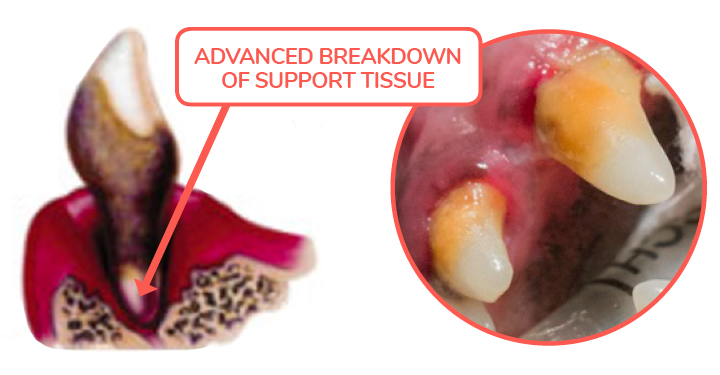 ADVANCED BREAKDOWN
OF SUPPORT TISSUE